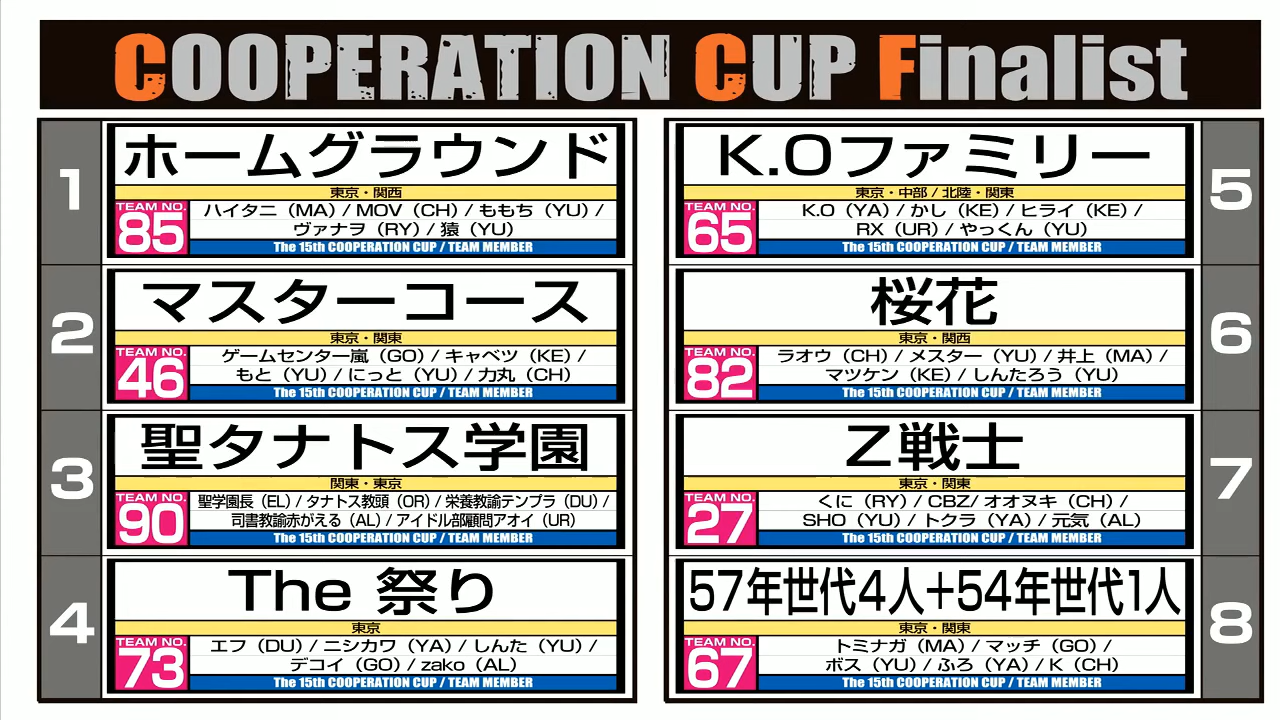 COOPERATION CUP Finalist
1
ホームグラウンド
東京・関西
TEAM NO.
85
ハイタニ（MA）/ MOV（CH）/ ももち（YU）/
ヴァナヲ（RY）/ 猿（YU）
The 15th COOPERATION CUP / TEAM MEMBER
2
マスターコース
東京・関東
TEAM NO.
46
ゲームセンター嵐（GO）/ キャベツ（KE）/
もと（YU）/ にっと（YU）/ 力丸（CH）
The 15th COOPERATION CUP / TEAM MEMBER
3
聖タナトス学園
関東・東京
TEAM NO.
90
聖学園長（EL）/ タナトス教頭（OR）/ 栄養教諭テンプラ（DU）/
司書教諭赤がえる（AL）/ アイドル部顧問アオイ（UR）
The 15th COOPERATION CUP / TEAM MEMBER
4
The 祭り
東京
TEAM NO.
73
エフ（DU）/ ニシカワ（YA）/ しんた（YU）/
デコイ（GO）/ zako（AL）
The 15th COOPERATION CUP / TEAM MEMBER
K.Oファミリー
5
東京・中部 / 北陸・関東
TEAM NO.
65
K.O（YA）/ かし（KE）/ ヒライ（KE）/
RX（UR）/ やっくん（YU）
The 15th COOPERATION CUP / TEAM MEMBER
桜花
6
東京・関西
TEAM NO.
82
ラオウ（CH）/ メスター（YU）/ 井上（MA）/
マツケン（KE）/ しんたろう（YU）
The 15th COOPERATION CUP / TEAM MEMBER
Z戦士
7
東京・関東
TEAM NO.
27
くに（RY）/ CBZ/ オオヌキ（CH）/
SHO（YU）/ トクラ（YA）/ 元気（AL）
The 15th COOPERATION CUP / TEAM MEMBER
57年世代4人+54年世代1人
8
東京・関東
TEAM NO.
67
トミナガ（MA）/ マッチ（GO）/
ボス（YU）/ ふろ（YA）/ K（CH）
The 15th COOPERATION CUP / TEAM MEMBER